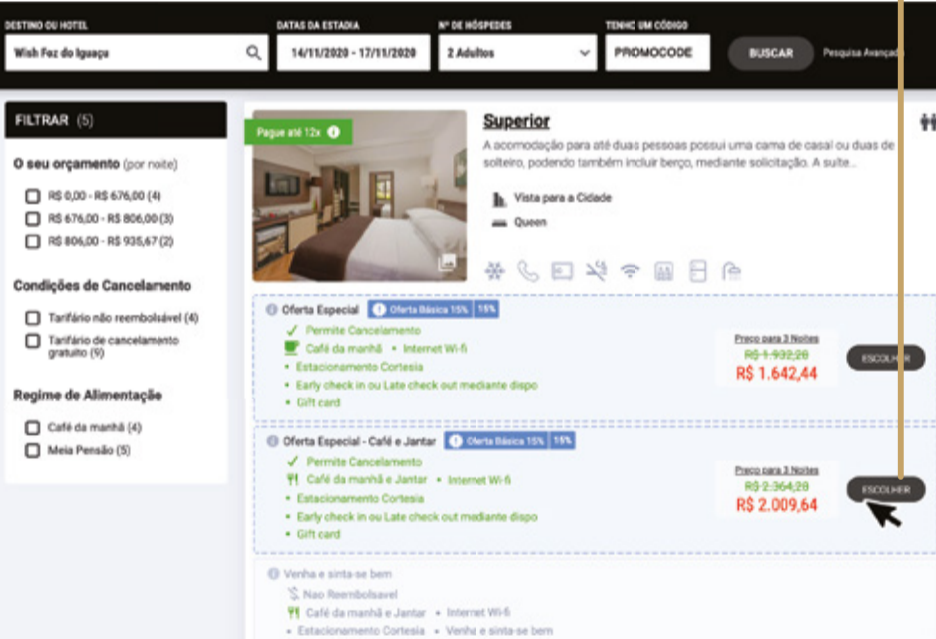 DESTINO OU HOTEL
DATAS DA ESTADIA
Nº DE HÓSPEDES
TENHO UM CÓDIGO
Wish Foz do Iguaçu
14/11/2020 - 17/11/2020
2 Adultos
PROMOCODE
BUSCAR
Pesquisa Avançada
FILTRAR (5)
O seu orçamento (por noite)
R$ 0,00 - R$ 676,00 (4)
R$ 676,00 - R$ 806,00 (3)
R$ 806,00 - R$ 935,67 (2)
Condições de Cancelamento
Tarifário não reembolsável (4)
Tarifário de cancelamento
gratuito (9)
Regime de Alimentação
Café da manhã (4)
Meia Pensão (5)
Pague até 12x
Superior
A acomodação para até duas pessoas possui uma cama de casal ou duas de
solteiro, podendo também incluir berço, mediante solicitação. A suíte...
Vista para a Cidade
Queen
Oferta Especial Oferta Básica 15% 15%
Permite Cancelamento
Café da manhã • Internet Wi-fi
• Estacionamento Cortesia
• Early check in ou Late check out mediante dispo
• Gift card
Preço para 3 Noites
R$ 1.932,28
R$ 1.642,44
ESCOLHER
Oferta Especial - Café e Jantar Oferta Básica 15% 15%
Permite Cancelamento
Café da manhã e Jantar • Internet Wi-fi
• Estacionamento Cortesia
• Early check in ou Late check out mediante dispo
• Gift card
Preço para 3 Noites
R$ 2.364,28
R$ 2.009,64
ESCOLHER
Venha e sinta-se bem
Nao Reembolsavel
Café da manhã e Jantar • Internet Wi-fi
• Estacionamento Cortesia • Venha e sinta-se bem